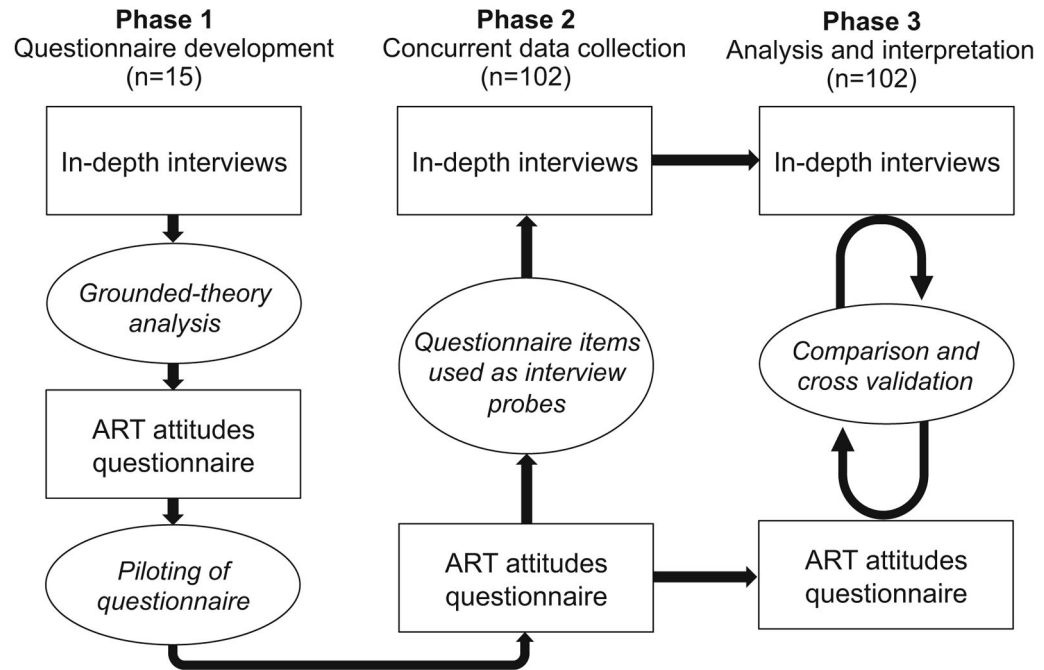 Phase 1
Questionnaire development
(n=15)
In-depth interviews
Grounded-theory
analysis
ART attitudes
questionnaire
Piloting of
questionnaire
Phase 2
Concurrent data collection
(n=102)
In-depth interviews
Questionnaire items
used as interview
probes
ART attitudes
questionnaire
Phase 3
Analysis and interpretation
(n=102)
In-depth interviews
Comparison and
cross validation
ART attitudes
questionnaire